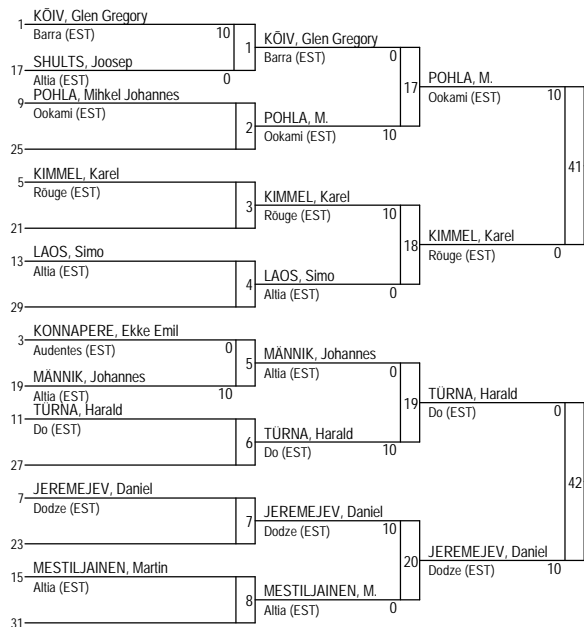 1 KÕIV, Glen Gregory
Barra (EST) 10
1 KÕIV, Glen Gregory
Barra (EST) 0
17 SHULTS, Joosep
Altia (EST) 0
17 POHLA, M.
Ookami (EST) 10
9 POHLA, Mihkel Johannes
Ookami (EST)
2 POHLA, M.
Ookami (EST) 10
25
41
5 KIMMEL, Karel
Rõuge (EST)
3 KIMMEL, Karel
Rõuge (EST) 10
21
18 KIMMEL, Karel
Rõuge (EST) 0
13 LAOS, Simo
Altia (EST)
4 LAOS, Simo
Altia (EST) 0
29
3 KONNAPERE, Ekke Emil
Audentes (EST) 0
5 MÄNNIK, Johannes
Altia (EST) 0
19 MÄNNIK, Johannes
Altia (EST) 10
19 TÜRNA, Harald
Do (EST) 0
11 TÜRNA, Harald
Do (EST)
6 TÜRNA, Harald
Do (EST) 10
27
42
7 JEREMEJEV, Daniel
Dodze (EST)
7 JEREMEJEV, Daniel
Dodze (EST) 10
23
20 JEREMEJEV, Daniel
Dodze (EST) 10
15 MESTILJAINEN, Martin
Altia (EST)
8 MESTILJAINEN, M.
Altia (EST) 0
31